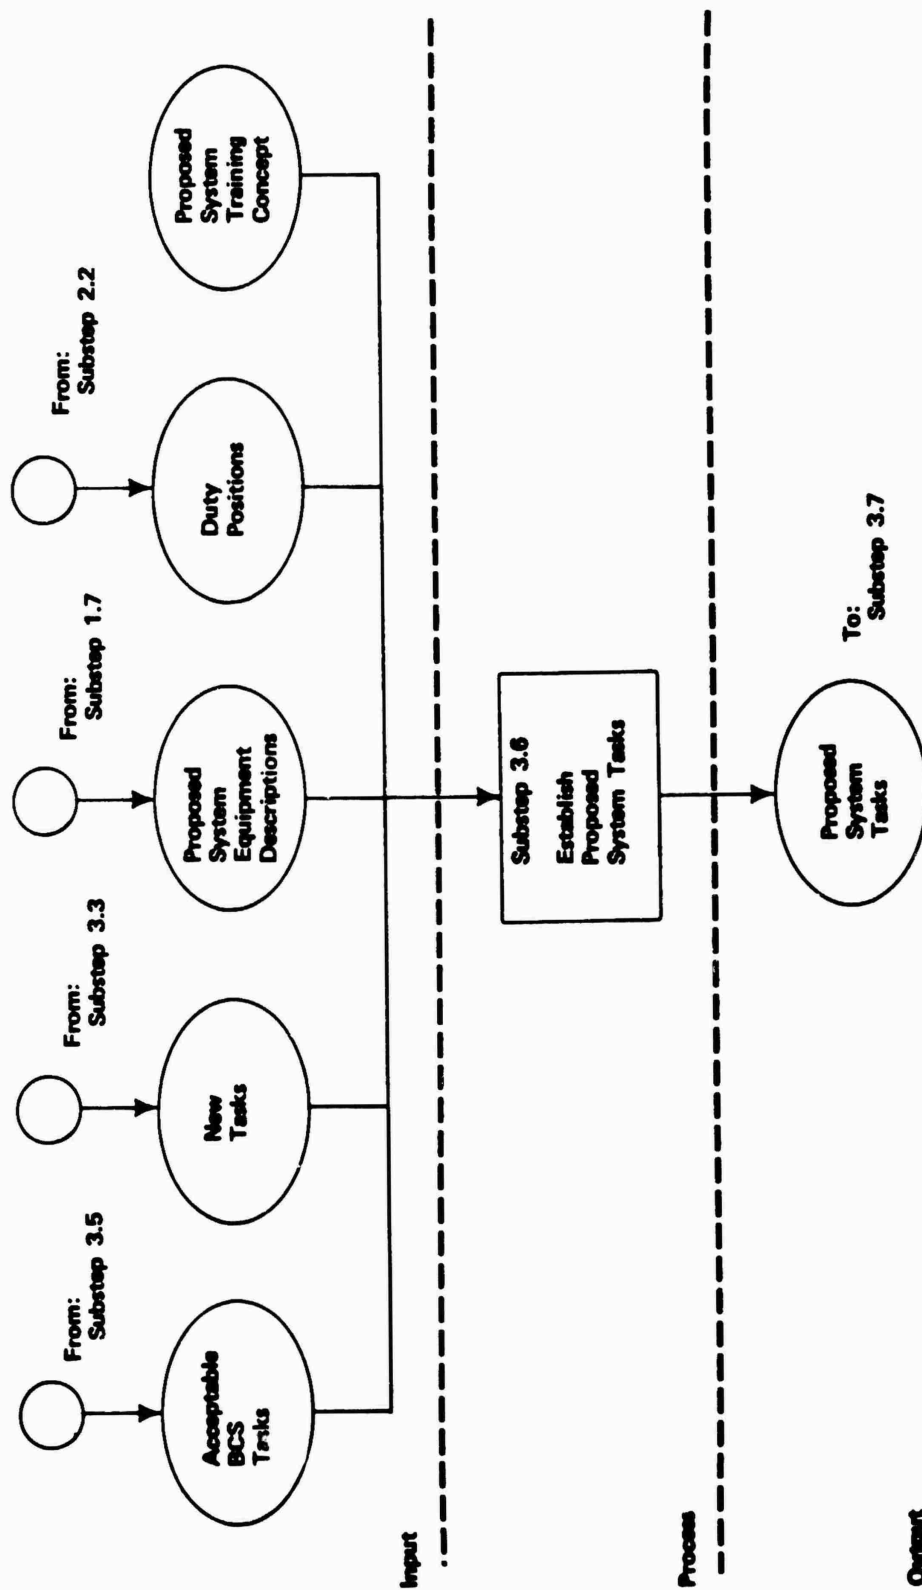 From:
Substep 3.5
From:
Substep 3.3
From:
Substep 1.7
From:
Substep 2.2
Acceptable
BCS
Tasks
New
Tasks
Proposed
System
Equipment
Descriptions
Duty
Positions
Proposed
System
Training
Concept
Input
Substep 3.6
Establish
Proposed
System Tasks
Process
Proposed
System
Tasks
To:
Substep 3.7
Output